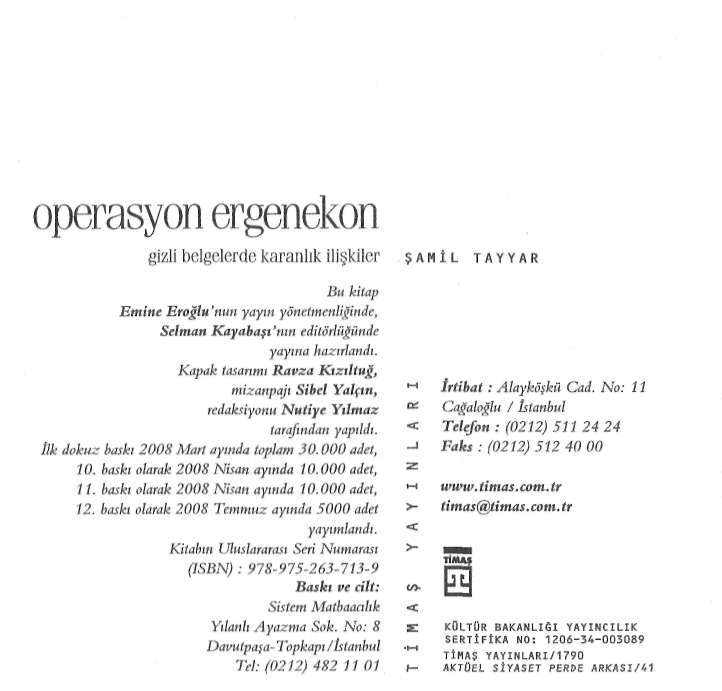 operasyon ergenekon
gizli belgelerde karanlık ilişkiler
ŞAMİL TAYYAR
Bu kitap
Emine Eroğlu'nun yayın yönetmenliğinde,
Selman Kayabaşı'nın editörlüğünde
yayına hazırlandı.
Kapak tasarımı Ravza Kızıltuğ,
mizanpajı Sibel Yalçın,
redaksiyonu Nutiye Yılmaz
tarafından yapıldı.
İlk dokuz baskı 2008 Mart ayında toplam 30.000 adet,
10. baskı olarak 2008 Nisan ayında 10.000 adet,
11. baskı olarak 2008 Nisan ayında 10.000 adet,
12. baskı olarak 2008 Temmuz ayında 5000 adet
yayımlandı.
Kitabın Uluslararası Seri Numarası
(ISBN) : 978-975-263-713-9
Baskı ve cilt:
Sistem Matbaacılık
Yılanlı Ayazma Sok. No: 8
Davutpaşa-Topkapı/İstanbul
Tel: (0212) 482 11 01
TİMAŞ YAYINLARI
İrtibat : Alayköşkü Cad. No: 11
Cağaloğlu / İstanbul
Telefon : (0212) 511 24 24
Faks : (0212) 512 40 00
www.timas.com.tr
timas@timas.com.tr
TİMAŞ
KÜLTÜR BAKANLIĞI YAYINCILIK
SERTİFİKA NO: 1206-34-003089
TİMAŞ YAYINLARI/1790
AKTÜEL SİYASET PERDE ARKASI/41